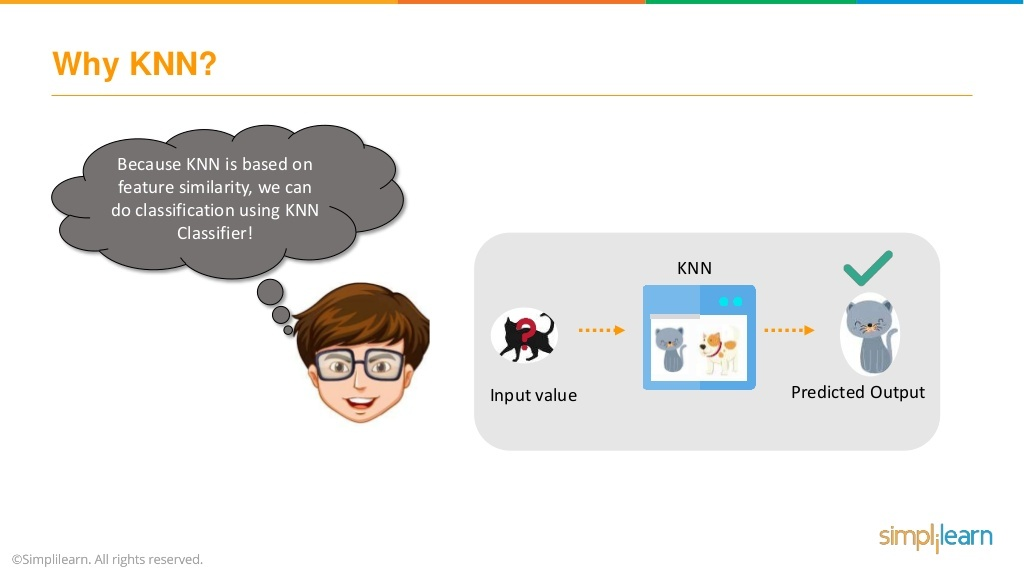 Why KNN?
Because KNN is based on
feature similarity, we can
do classification using KNN
Classifier!
KNN
?
Input value
Predicted Output
simplilearn
©Simplilearn. All rights reserved.